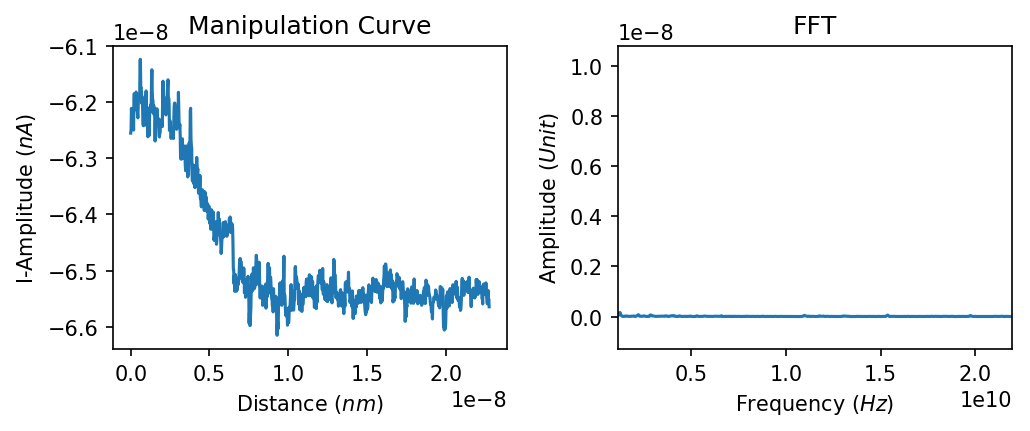 Manipulation Curve
1e−8
−6.1
−6.2
−6.3
−6.4
−6.5
−6.6
I-Amplitude (nA)
0.0 0.5 1.0 1.5 2.0
1e−8
Distance (nm)
FFT
1e−8
1.0
0.8
0.6
0.4
0.2
0.0
Amplitude (Unit)
0.5 1.0 1.5 2.0
1e10
Frequency (Hz)